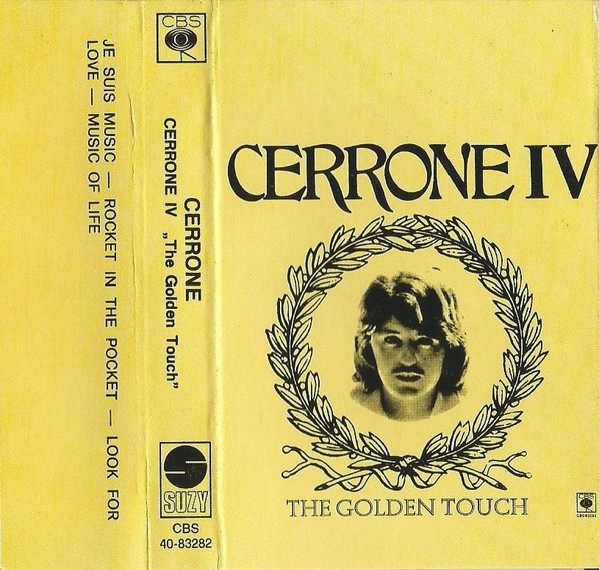 JE SUIS MUSIC — ROCKET IN THE POCKET — LOOK FOR
LOVE — MUSIC OF LIFE
CBS
CERRONE
CERRONE IV „The Golden Touch”
SUZY
CBS
40-83282
CERRONE IV
THE GOLDEN TOUCH
CBS